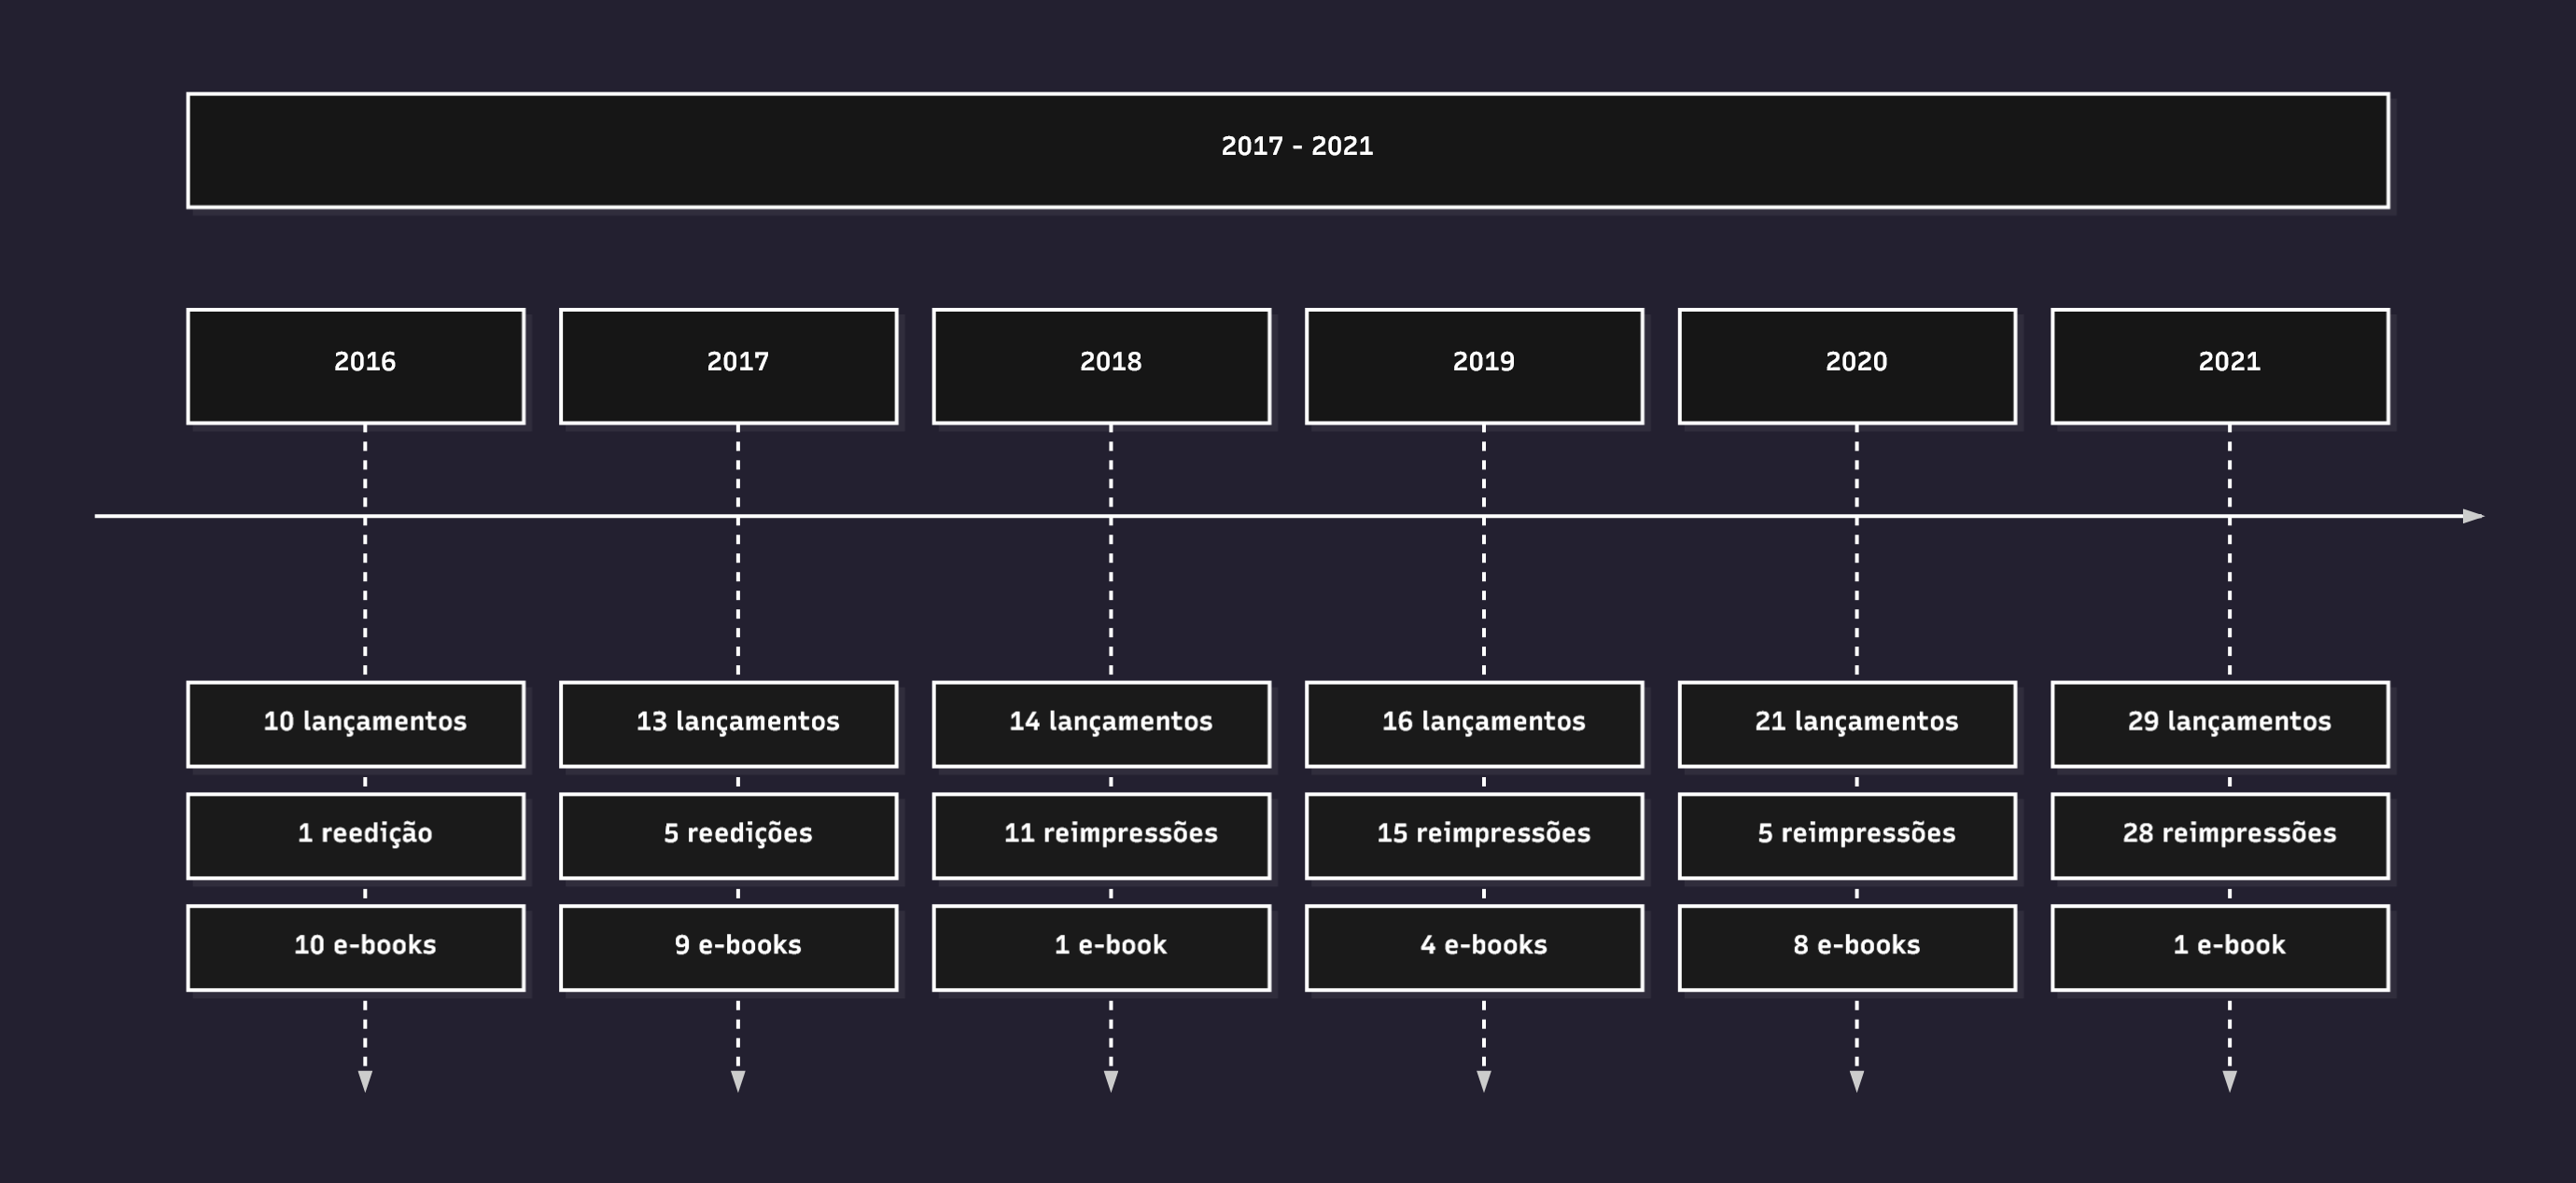 2017 - 2021
2016
2017
2018
2019
2020
2021
10 lançamentos
13 lançamentos
14 lançamentos
16 lançamentos
21 lançamentos
29 lançamentos
1 reedição
5 reedições
11 reimpressões
15 reimpressões
5 reimpressões
28 reimpressões
10 e-books
9 e-books
1 e-book
4 e-books
8 e-books
1 e-book